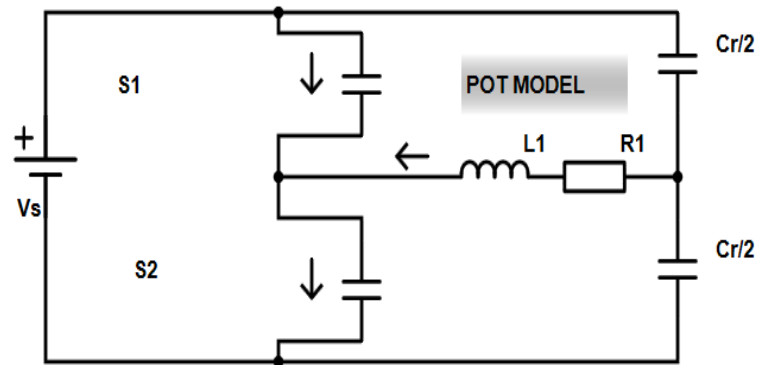 Cr/2
S1
POT MODEL
+
L1
R1
Vs
Cr/2
S2